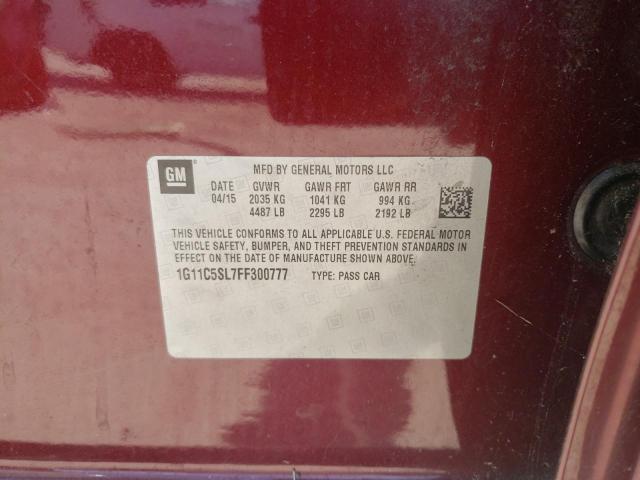 GM
MFD BY GENERAL MOTORS LLC
04/15 GVWR GAWR FRT GAWR RR
2035 KG 1041 KG 994 KG
4487 LB 2295 LB 2192 LB
THIS VEHICLE CONFORMS TO ALL APPLICABLE U.S. FEDERAL MOTOR
VEHICLE SAFETY, BUMPER, AND THEFT PREVENTION STANDARDS IN
EFFECT ON THE DATE OF MANUFACTURE SHOWN ABOVE.
1G11C5SL7FF300777 TYPE: PASS CAR